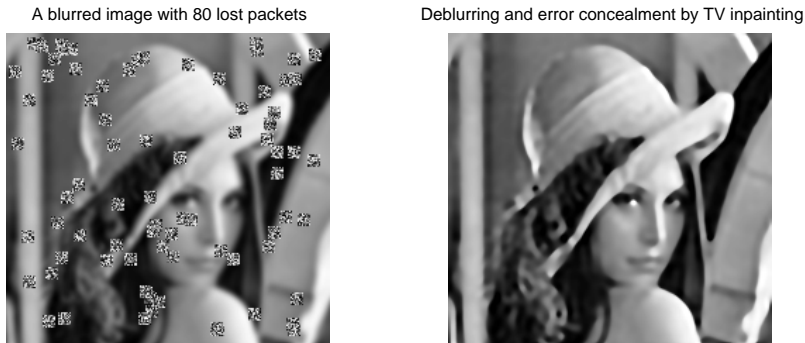 A blurred image with 80 lost packets
Deblurring and error concealment by TV inpainting